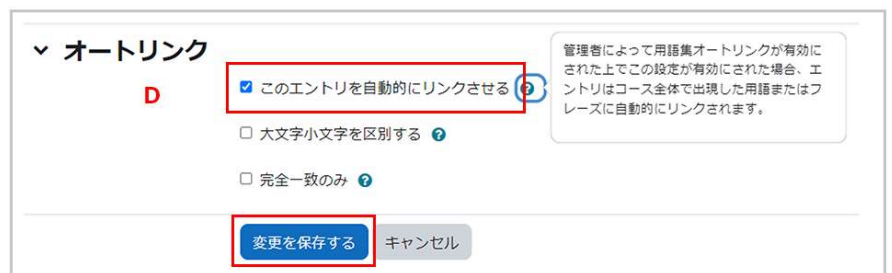 オートリンク
D
このエントリを自動的にリンクさせる
管理者によって用語集オートリンクが有効に
された上でこの設定が有効にされた場合、エ
ントリはコース全体で出現した用語またはフ
レーズに自動的にリンクされます。
大文字小文字を区別する
完全一致のみ
変更を保存する キャンセル